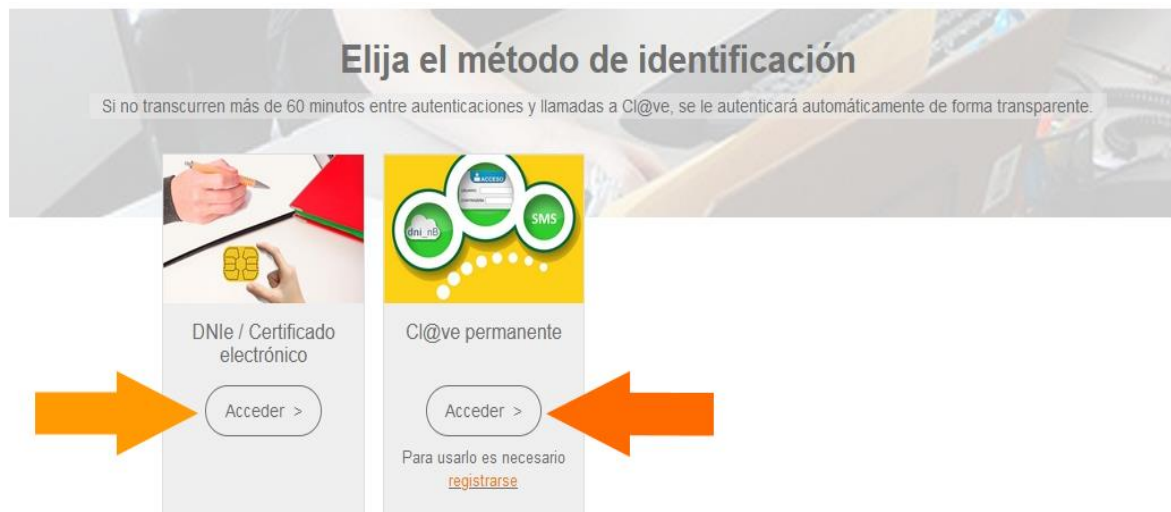 Elija el método de identificación
Si no transcurren más de 60 minutos entre autenticaciones y llamadas a Cl@ve, se le autenticará automáticamente de forma transparente.
ACCESO
dni_nB
SMS
DNIe / Certificado
electrónico
Acceder >
Cl@ve permanente
Acceder >
Para usarlo es necesario
registrarse